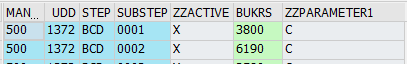 MAN... UDD STEP SUBSTEP ZZACTIVE BUKRS ZZPARAMETER1
500 1372 BCD 0001 X 3800 C
500 1372 BCD 0002 X 6190 C